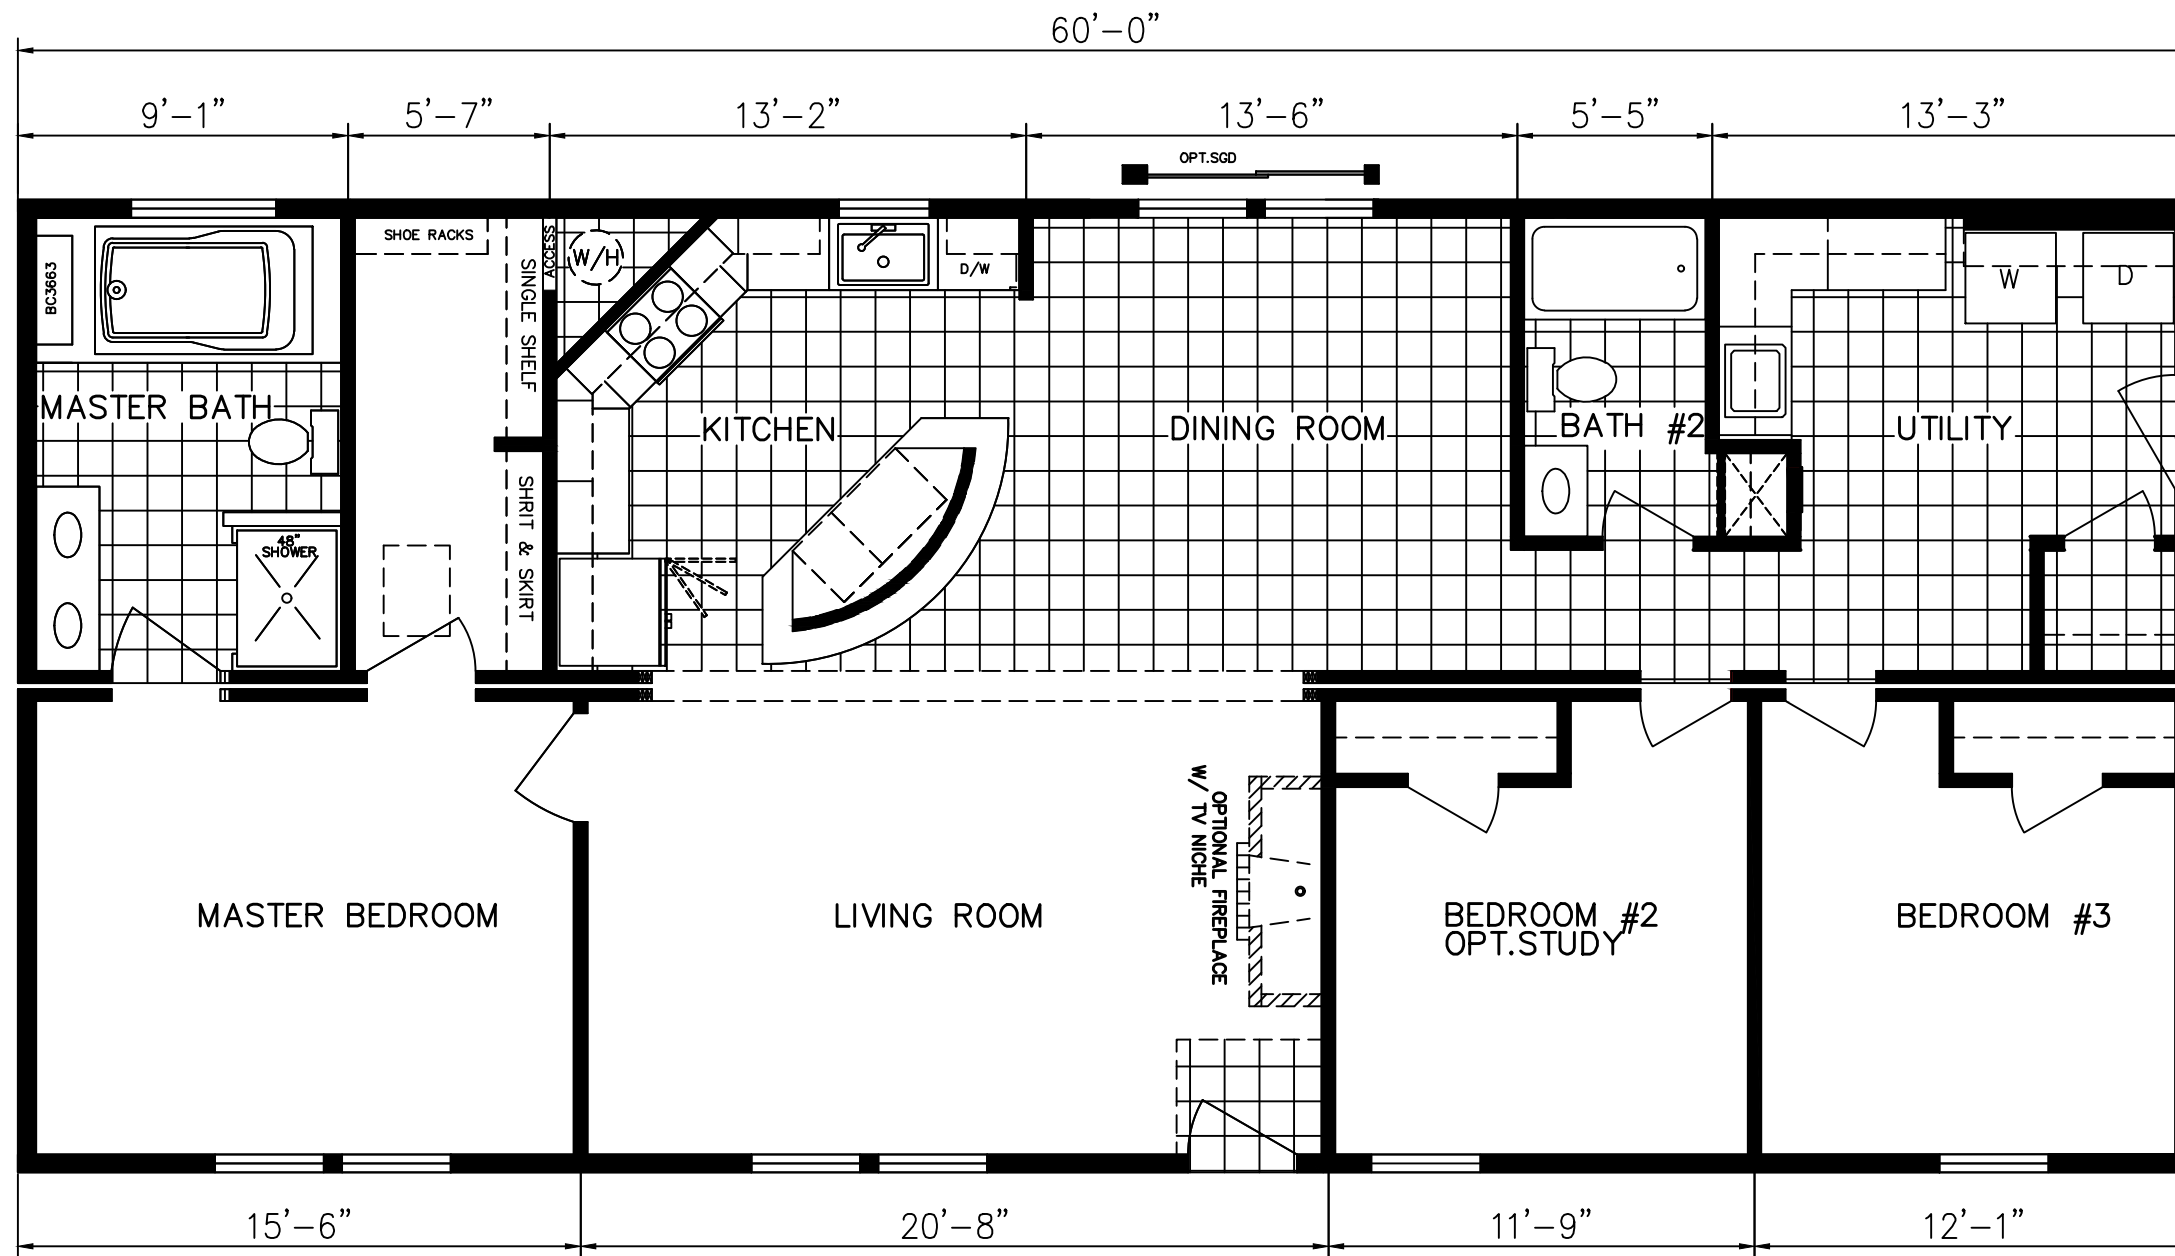 60'-0"
9'-1"
5'-7"
13'-2"
13'-6"
5'-5"
13'-3"
OPT.SGD
BC3663
SHOE RACKS
SINGLE SHELF
ACCESS
W/H
D/W
W
D
MASTER BATH
KITCHEN
DINING ROOM
BATH #2
UTILITY
SHRIT & SKIRT
48"
SHOWER
OPTIONAL FIREPLACE
W/ TV NICHE
MASTER BEDROOM
LIVING ROOM
BEDROOM #2
OPT.STUDY
BEDROOM #3
15'-6"
20'-8"
11'-9"
12'-1"